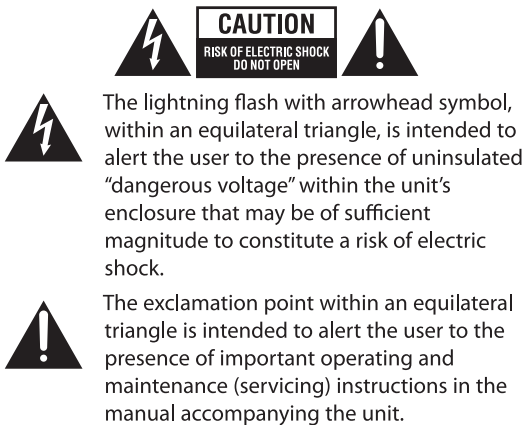 CAUTION
RISK OF ELECTRIC SHOCK
DO NOT OPEN
The lightning flash with arrowhead symbol,
within an equilateral triangle, is intended to
alert the user to the presence of uninsulated
“dangerous voltage” within the unit’s
enclosure that may be of sufficient
magnitude to constitute a risk of electric
shock.
The exclamation point within an equilateral
triangle is intended to alert the user to the
presence of important operating and
maintenance (servicing) instructions in the
manual accompanying the unit.